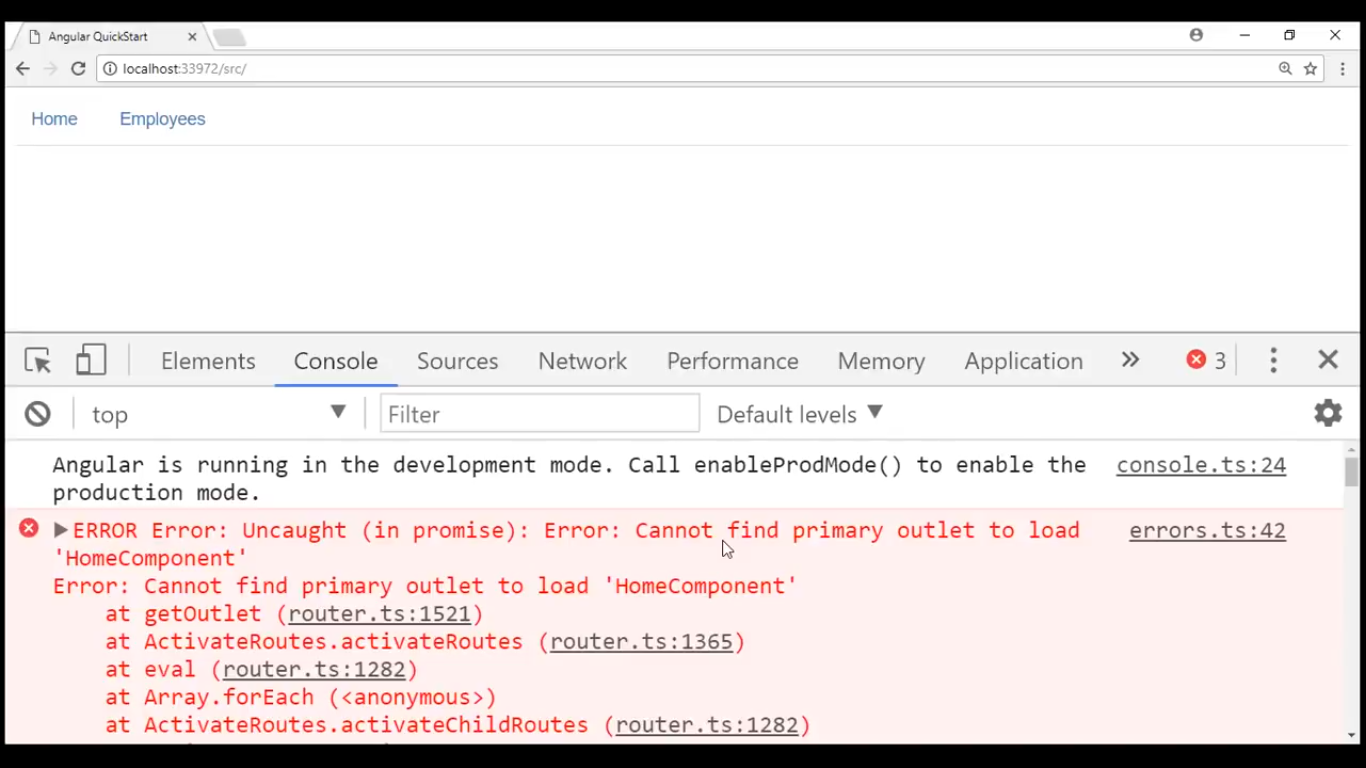 Angular QuickStart
localhost:33972/src/
Home Employees
Elements Console Sources Network Performance Memory Application » 3
top Filter Default levels
Angular is running in the development mode. Call enableProdMode() to enable the console.ts:24
production mode.
ERROR Error: Uncaught (in promise): Error: Cannot find primary outlet to load errors.ts:42
'HomeComponent'
Error: Cannot find primary outlet to load 'HomeComponent'
at getOutlet (router.ts:1521)
at ActivateRoutes.activateRoutes (router.ts:1365)
at eval (router.ts:1282)
at Array.forEach (<anonymous>)
at ActivateRoutes.activateChildRoutes (router.ts:1282)